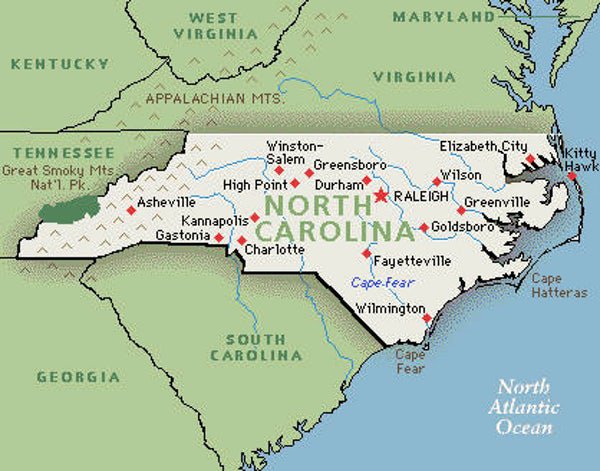 WEST
VIRGINIA
MARYLAND
KENTUCKY
VIRGINIA
APPALACHIAN MTS.
TENNESSEE
Great Smoky Mts
Nat'l. Pk.
Winston-
Salem
Greensboro
High Point
Durham
RALEIGH
Elizabeth City
Kitty
Hawk
Wilson
Greenville
Goldsboro
Asheville
Kannapolis
Gastonia
Charlotte
NORTH
CAROLINA
Fayetteville
Cape Fear
Wilmington
Cape
Hatteras
Cape
Fear
SOUTH
CAROLINA
GEORGIA
North
Atlantic
Ocean